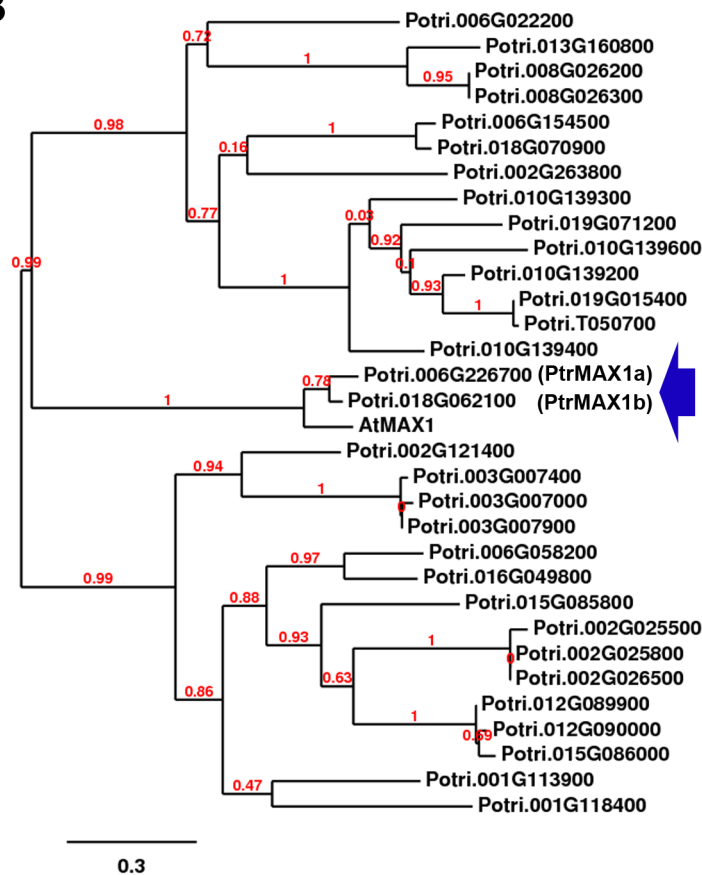 Potri.006G022200
0.72
Potri.013G160800
1
Potri.008G026200
0.95
Potri.008G026300
Potri.006G154500
0.98
1
Potri.018G070900
0.16
Potri.002G263800
Potri.010G139300
0.77
0.03
Potri.019G071200
0.92
Potri.010G139600
0.99
0.1
Potri.010G139200
1
0.93
Potri.019G015400
1
Potri.T050700
Potri.010G139400
Potri.006G226700 (PtrMAX1a)
0.78
Potri.018G062100 (PtrMAX1b)
1
AtMAX1
Potri.002G121400
0.94
Potri.003G007400
1
Potri.003G007000
0
Potri.003G007900
Potri.006G058200
0.97
Potri.016G049800
0.99
0.88
Potri.015G085800
Potri.002G025500
0.93
1
Potri.002G025800
0
Potri.002G026500
0.63
0.86
Potri.012G089900
1
Potri.012G090000
Potri.015G086000
Potri.001G113900
0.47
Potri.001G118400
0.3